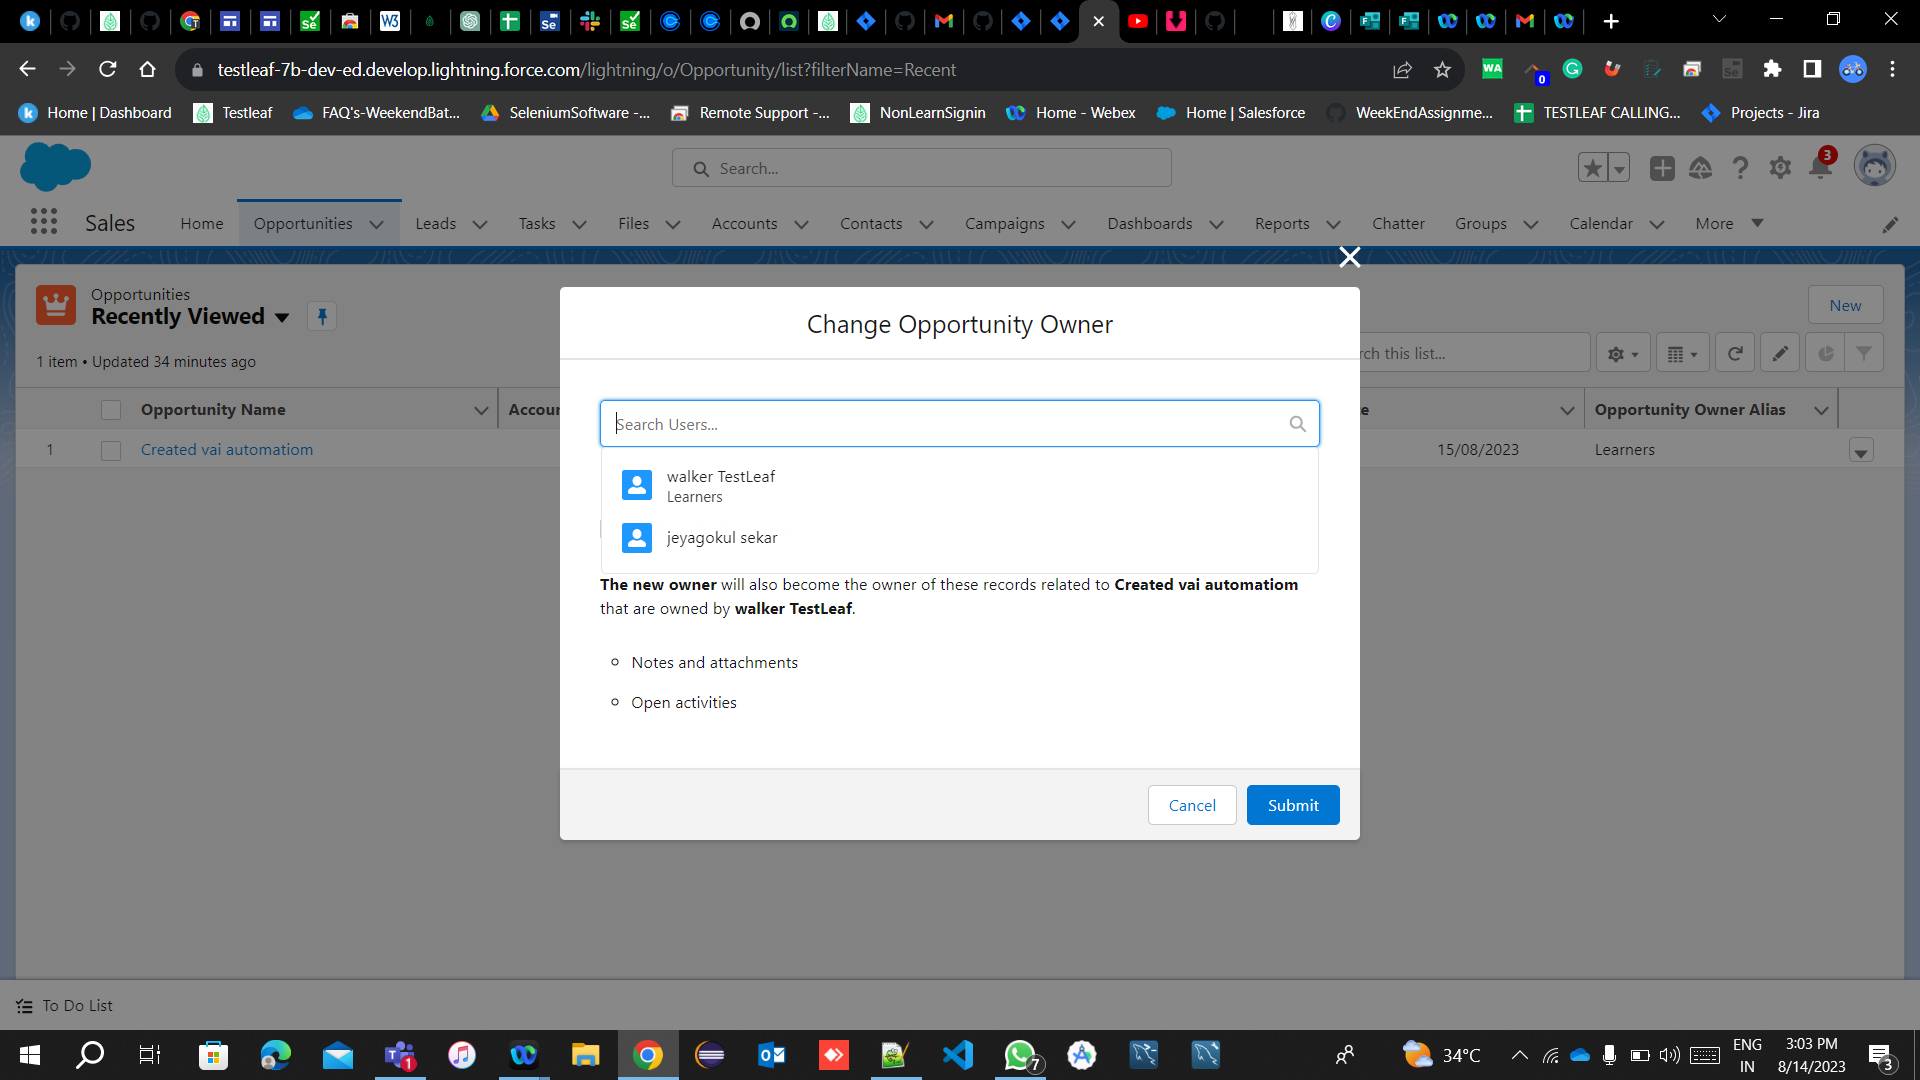 testleaf-7b-dev-ed.develop.lightning.force.com/lightning/o/Opportunity/list?filterName=Recent
0
Home | Dashboard
Testleaf
FAQ's-WeekendBat...
SeleniumSoftware -...
Remote Support -...
NonLearnSignin
Home - Webex
Home | Salesforce
WeekEndAssignme...
TESTLEAF CALLING...
Projects - Jira
Search...
3
Sales
Home
Opportunities
Leads
Tasks
Files
Accounts
Contacts
Campaigns
Dashboards
Reports
Chatter
Groups
Calendar
More
Opportunities
Recently Viewed
New
1 item • Updated 34 minutes ago
rch this list...
Opportunity Name
Accour
e
Opportunity Owner Alias
1
Created vai automatiom
15/08/2023
Learners
Change Opportunity Owner
Search Users...
walker TestLeaf
Learners
jeyagokul sekar
The new owner will also become the owner of these records related to Created vai automatiom
that are owned by walker TestLeaf.
Notes and attachments
Open activities
Cancel
Submit
To Do List
1
7
34°C
ENG
IN
3:03 PM
8/14/2023
3